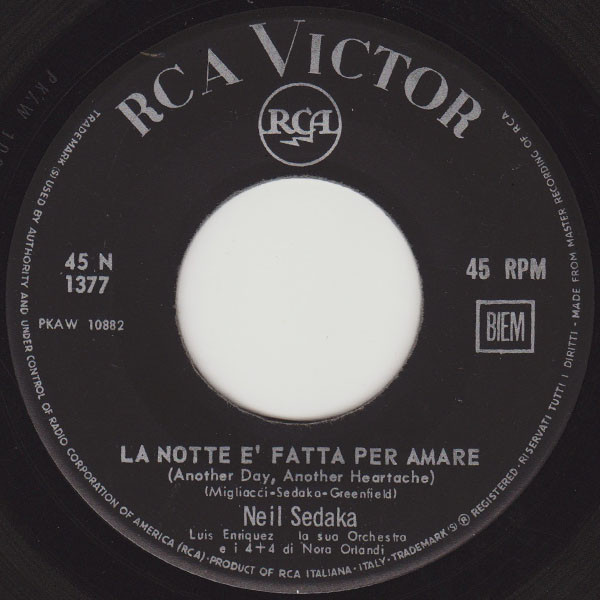 RCA VICTOR
RCA
45 N
1377
45 RPM
PKAW 10882
BIEM
LA NOTTE E' FATTA PER AMARE
(Another Day, Another Heartache)
(Migliacci-Sedaka-Greenfield)
Neil Sedaka
Luis Enriquez la sua Orchestra
e i 4+4 di Nora Orlandi
TRADEMARK (S) USED BY AUTHORITY AND UNDER CONTROL OF RADIO CORPORATION OF AMERICA (RCA) · PRODUCT OF RCA ITALIANA · ITALY · TRADEMARK (S) ® REGISTERED · RISERVATI TUTTI I DIRITTI - MADE FROM MASTER RECORDING OF RCA